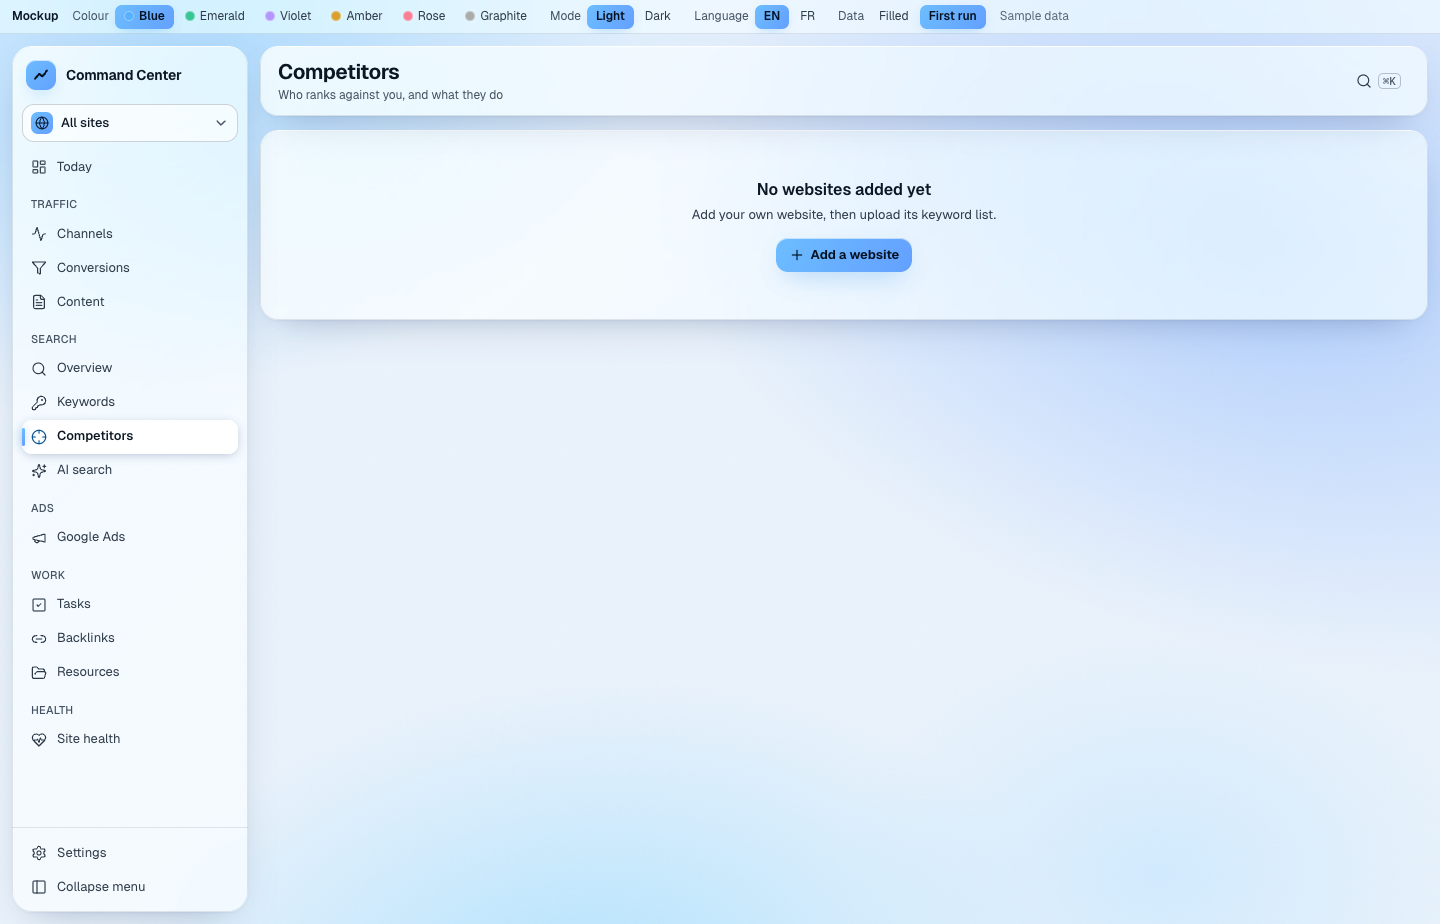 Mockup Colour Blue Emerald Violet Amber Rose Graphite Mode Light Dark Language EN FR Data Filled First run Sample data
Command Center
All sites
Today
TRAFFIC
Channels
Conversions
Content
SEARCH
Overview
Keywords
Competitors
AI search
ADS
Google Ads
WORK
Tasks
Backlinks
Resources
HEALTH
Site health
Settings
Collapse menu
Competitors
Who ranks against you, and what they do
⌘K
No websites added yet
Add your own website, then upload its keyword list.
Add a website